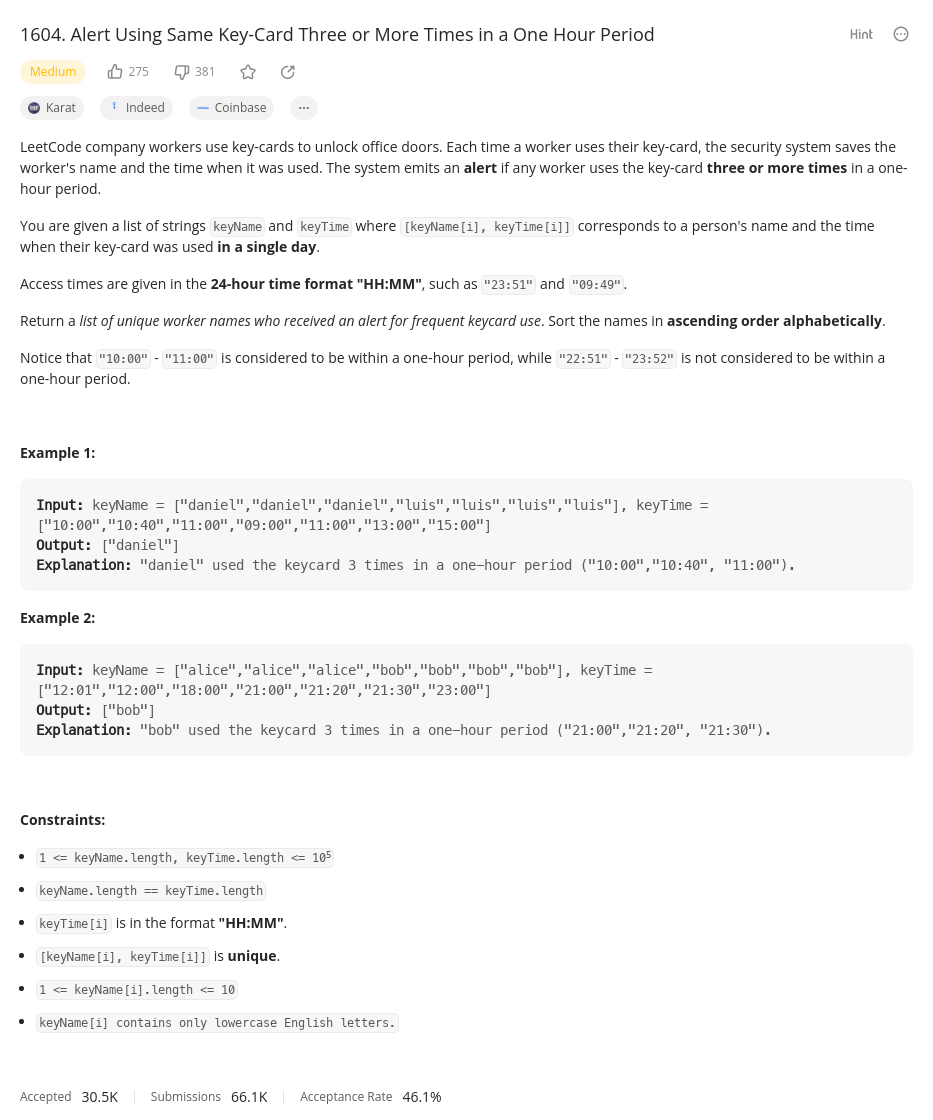 1604. Alert Using Same Key-Card Three or More Times in a One Hour Period
Hint
Medium 275 381
Karat Indeed Coinbase ...
LeetCode company workers use key-cards to unlock office doors. Each time a worker uses their key-card, the security system saves the
worker's name and the time when it was used. The system emits an alert if any worker uses the key-card three or more times in a one-
hour period.
You are given a list of strings keyName and keyTime where [keyName[i], keyTime[i]] corresponds to a person's name and the time
when their key-card was used in a single day.
Access times are given in the 24-hour time format "HH:MM", such as "23:51" and "09:49".
Return a list of unique worker names who received an alert for frequent keycard use. Sort the names in ascending order alphabetically.
Notice that "10:00" - "11:00" is considered to be within a one-hour period, while "22:51" - "23:52" is not considered to be within a
one-hour period.
Example 1:
Input: keyName = ["daniel","daniel","daniel","luis","luis","luis","luis"], keyTime =
["10:00","10:40","11:00","09:00","11:00","13:00","15:00"]
Output: ["daniel"]
Explanation: "daniel" used the keycard 3 times in a one-hour period ("10:00","10:40", "11:00").
Example 2:
Input: keyName = ["alice","alice","alice","bob","bob","bob","bob"], keyTime =
["12:01","12:00","18:00","21:00","21:20","21:30","23:00"]
Output: ["bob"]
Explanation: "bob" used the keycard 3 times in a one-hour period ("21:00","21:20", "21:30").
Constraints:
• 1 <= keyName.length, keyTime.length <= 10⁵
• keyName.length == keyTime.length
• keyTime[i] is in the format "HH:MM".
• [keyName[i], keyTime[i]] is unique.
• 1 <= keyName[i].length <= 10
• keyName[i] contains only lowercase English letters.
Accepted 30.5K Submissions 66.1K Acceptance Rate 46.1%